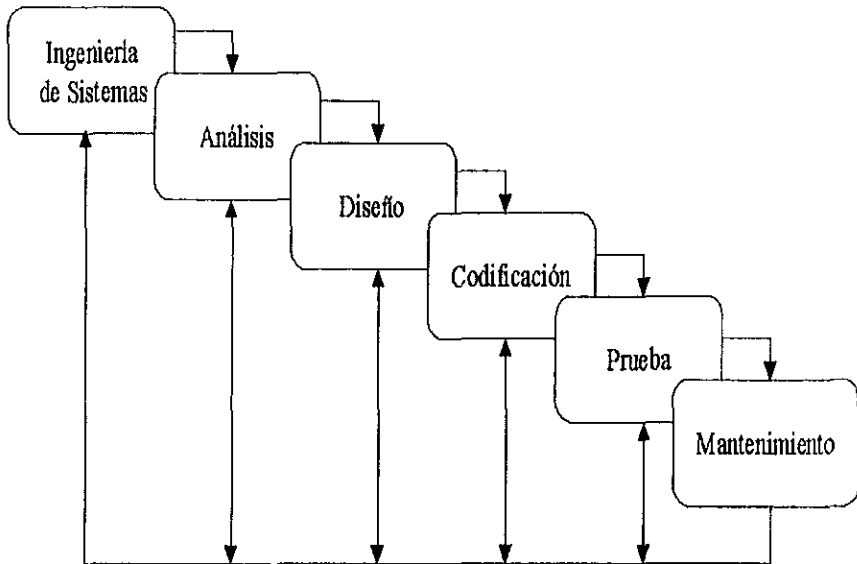 Ingeniería
de Sistemas
Análisis
Diseño
Codificación
Prueba
Mantenimiento